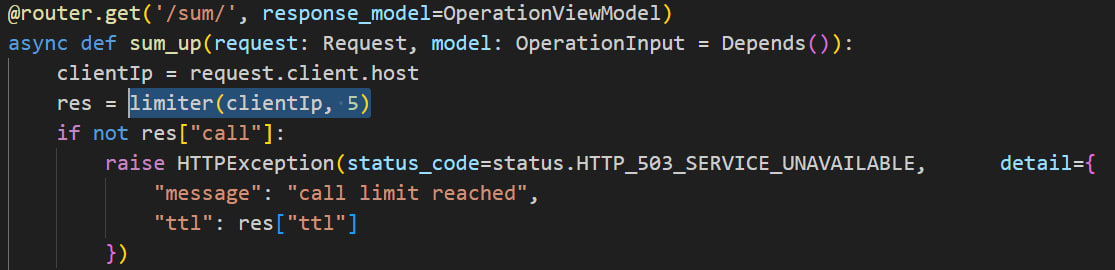 @router.get('/sum/', response_model=OperationViewModel)
async def sum_up(request: Request, model: OperationInput = Depends()):
    clientIp = request.client.host
    res = limiter(clientIp, 5)
    if not res["call"]:
        raise HTTPException(status_code=status.HTTP_503_SERVICE_UNAVAILABLE,      detail={
            "message": "call limit reached",
            "ttl": res["ttl"]
        })